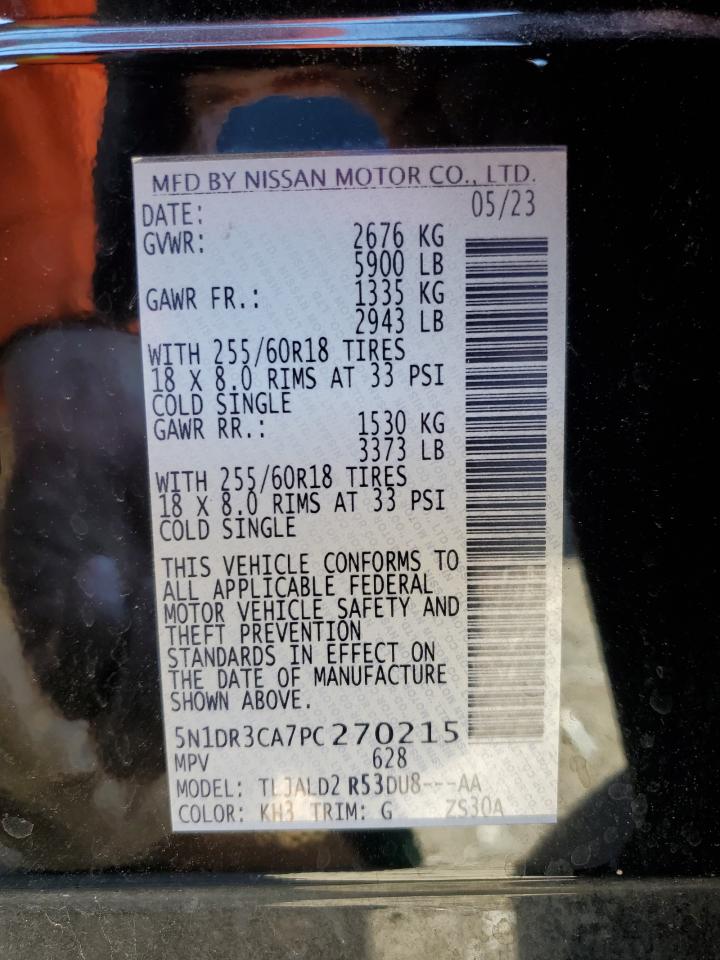 MFD BY NISSAN MOTOR CO., LTD.
DATE: 05/23
GVWR: 2676 KG
5900 LB
GAWR FR.: 1335 KG
2943 LB
WITH 255/60R18 TIRES
18 X 8.0 RIMS AT 33 PSI
COLD SINGLE
GAWR RR.: 1530 KG
3373 LB
WITH 255/60R18 TIRES
18 X 8.0 RIMS AT 33 PSI
COLD SINGLE
THIS VEHICLE CONFORMS TO
ALL APPLICABLE FEDERAL
MOTOR VEHICLE SAFETY AND
THEFT PREVENTION
STANDARDS IN EFFECT ON
THE DATE OF MANUFACTURE
SHOWN ABOVE.
5N1DR3CA7PC270215
MPV 628
MODEL: R53DU8---AA
COLOR: KH3 TRIM: G ZS30A